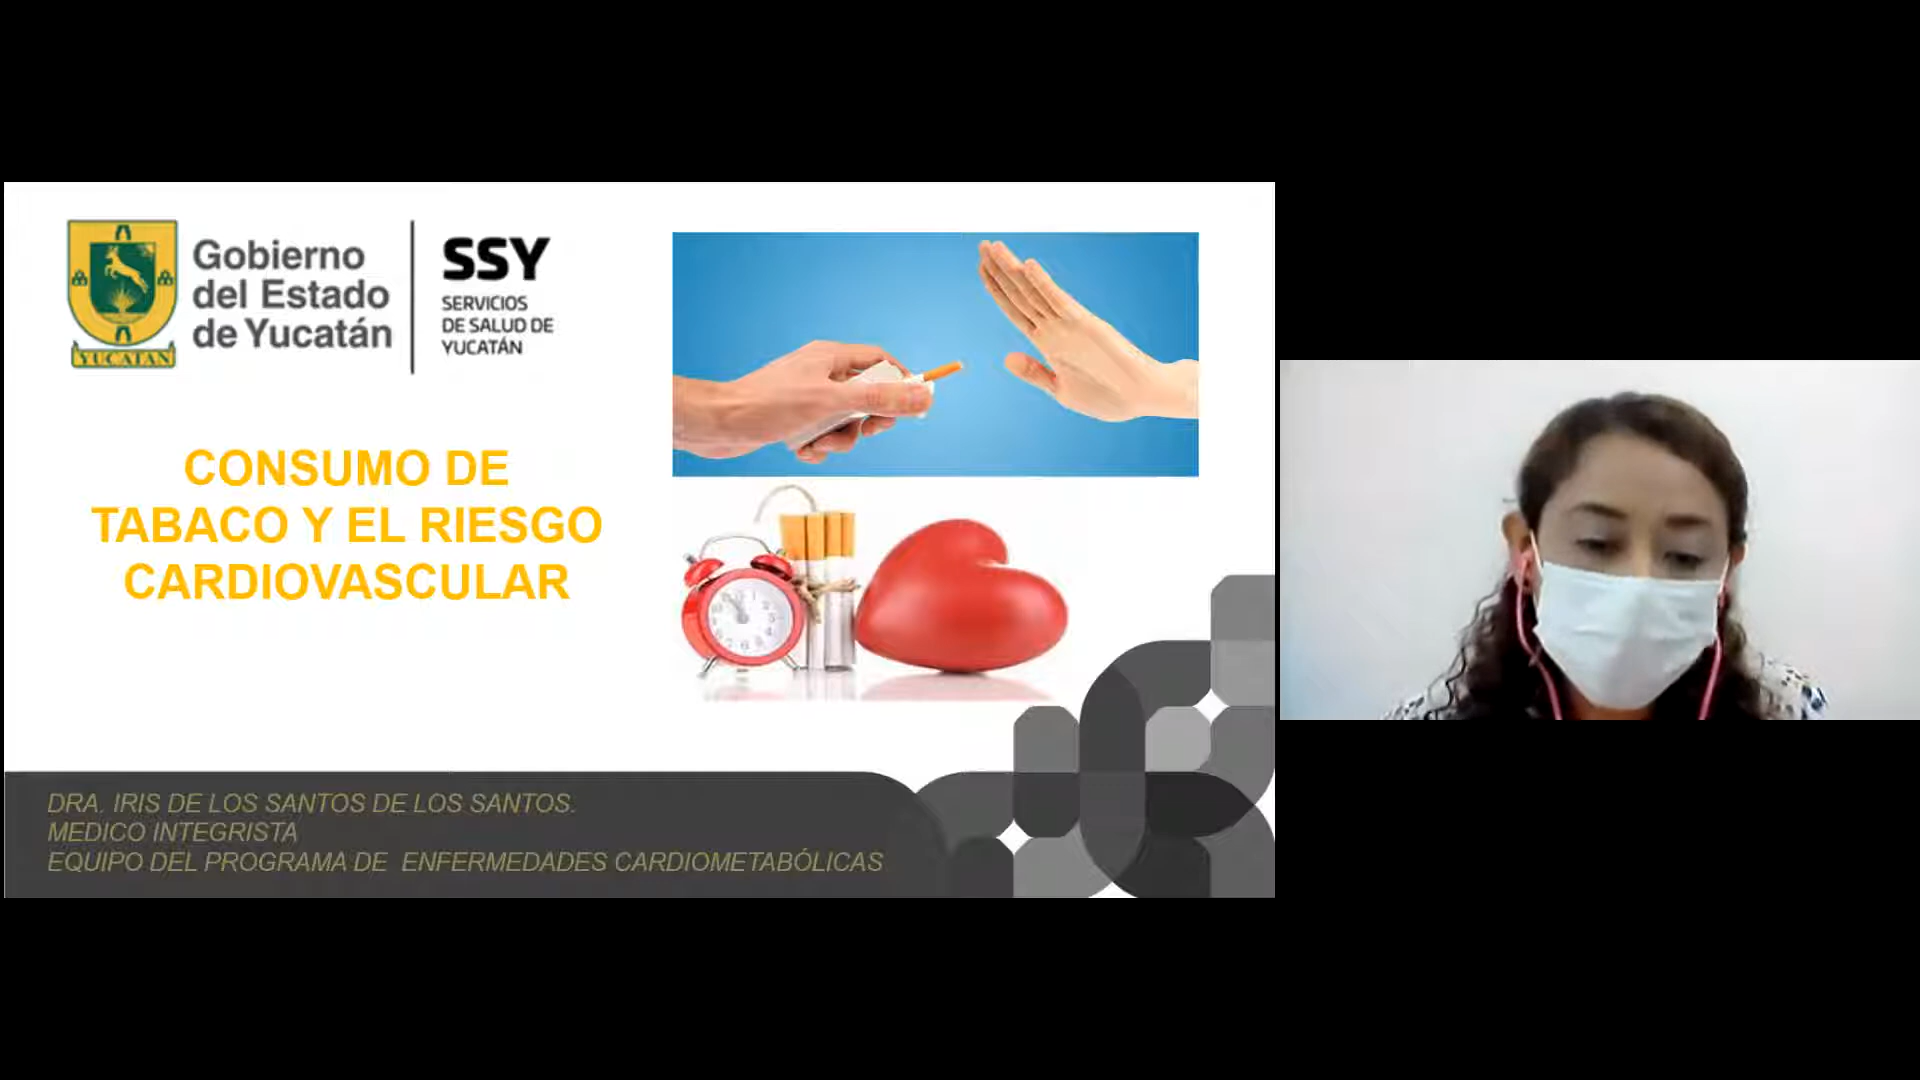 Gobierno
del Estado
de Yucatán
YUCATÁN
SSY
SERVICIOS
DE SALUD DE
YUCATÁN
CONSUMO DE
TABACO Y EL RIESGO
CARDIOVASCULAR
DRA. IRIS DE LOS SANTOS DE LOS SANTOS.
MEDICO INTEGRISTA
EQUIPO DEL PROGRAMA DE  ENFERMEDADES CARDIOMETABÓLICAS